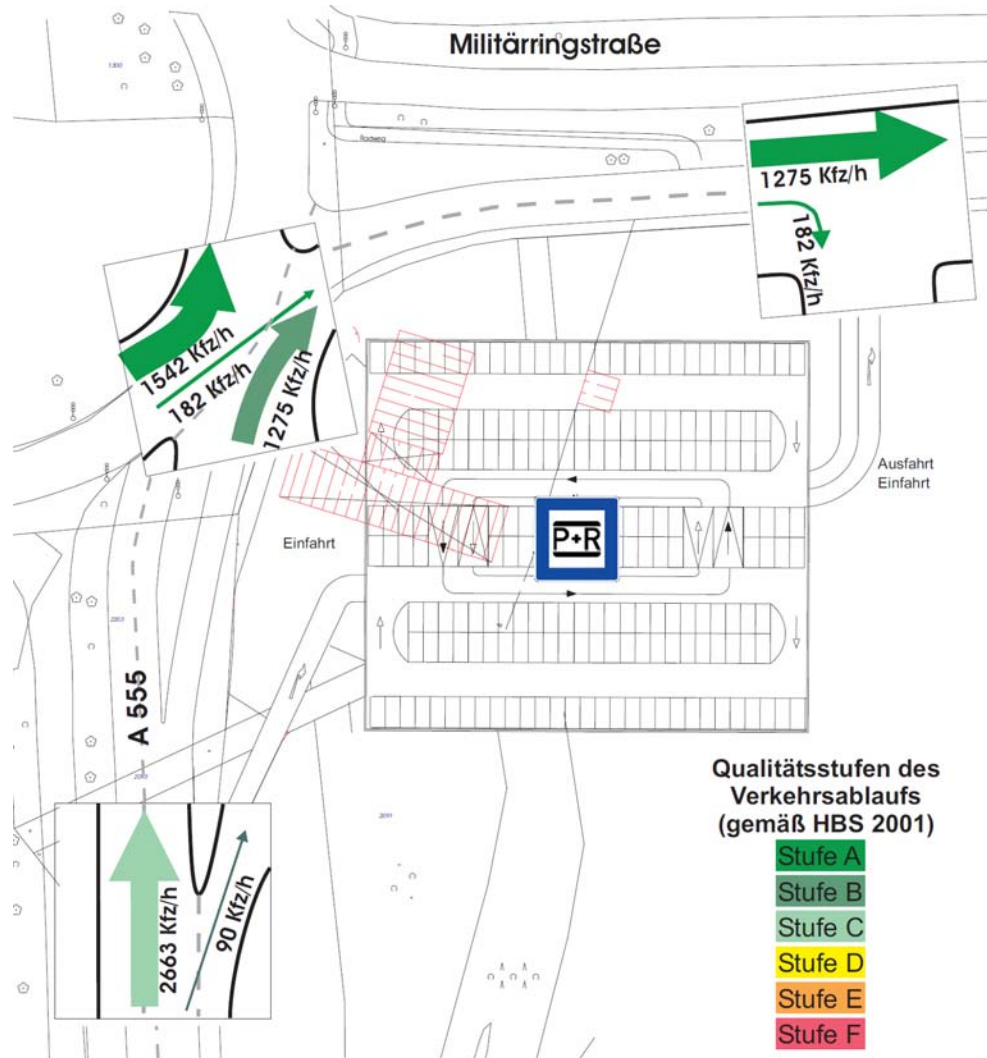 Militärringstraße
Radweg
1275 Kfz/h
182 Kfz/h
1542 Kfz/h
182 Kfz/h
1275 Kfz/h
Ausfahrt
Einfahrt
P+R
Einfahrt
A 555
2663 Kfz/h
90 Kfz/h
Qualitätsstufen des
Verkehrsablaufs
(gemäß HBS 2001)
Stufe A
Stufe B
Stufe C
Stufe D
Stufe E
Stufe F